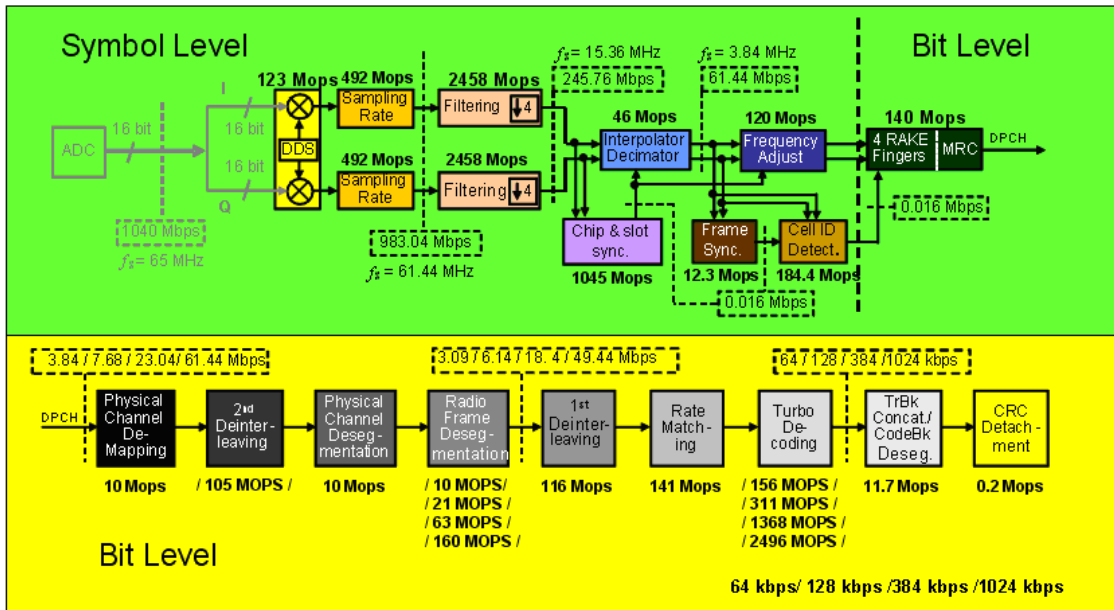 Symbol Level
Bit Level
f_s = 15.36 MHz
f_s = 3.84 MHz
245.76 Mbps
61.44 Mbps
123 Mops
492 Mops
2458 Mops
I
16 bit
16 bit
16 bit
Q
ADC
DDS
Sampling
Rate
Filtering
↓4
46 Mops
Interpolator
Decimator
120 Mops
Frequency
Adjust
140 Mops
4 RAKE
Fingers
MRC
DPCH
492 Mops
2458 Mops
Sampling
Rate
Filtering
↓4
1040 Mbps
f_s = 65 MHz
983.04 Mbps
f_s = 61.44 MHz
Chip & slot
sync.
1045 Mops
Frame
Sync.
12.3 Mops
Cell ID
Detect.
184.4 Mops
0.016 Mbps
0.016 Mbps
3.84 / 7.68 / 23.04/ 61.44 Mbps
3.09 / 6.14 / 18. 4 / 49.44 Mbps
64 / 128 / 384 /1024 kbps
DPCH
Physical
Channel
De-
Mapping
10 Mops
2nd
Deinter-
leaving
/ 105 MOPS /
Physical
Channel
Deseg-
mentation
10 Mops
Radio
Frame
Deseg-
mentation
/ 10 MOPS/
/ 21 MOPS /
/ 63 MOPS /
/ 160 MOPS /
1st
Deinter-
leaving
116 Mops
Rate
Match-
ing
141 Mops
Turbo
De-
coding
/ 156 MOPS /
/ 311 MOPS /
/ 1368 MOPS /
/ 2496 MOPS /
TrBk
Concat./
CodeBk
Deseg.
11.7 Mops
CRC
Detach-
ment
0.2 Mops
Bit Level
64 kbps/ 128 kbps /384 kbps /1024 kbps